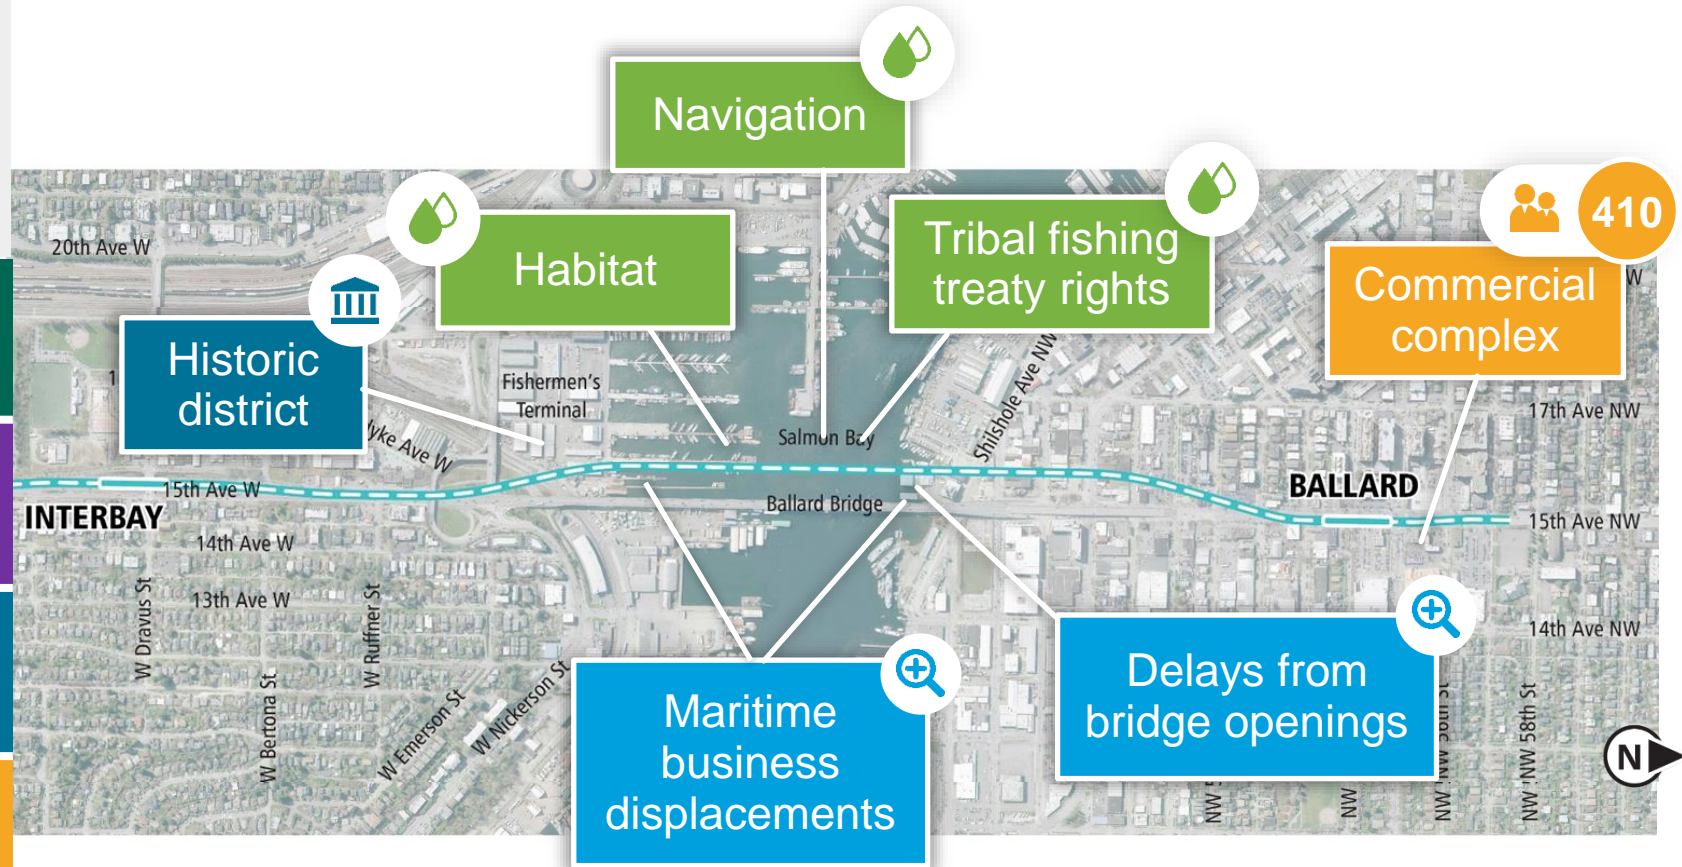 Navigation
Habitat
Tribal fishing
treaty rights
410
Commercial
complex
Historic
district
20th Ave W
W
Fishermen's
Terminal
Shilshole Ave NW
17th Ave NW
Salmon Bay
15th Ave W
INTERBAY
Ballard Bridge
BALLARD
15th Ave NW
14th Ave W
13th Ave W
14th Ave NW
W Dravus St
W Ruffner St
W Bertona St
W Emerson St
W Nickerson St
Maritime
business
displacements
Delays from
bridge openings
NW 58th St
N